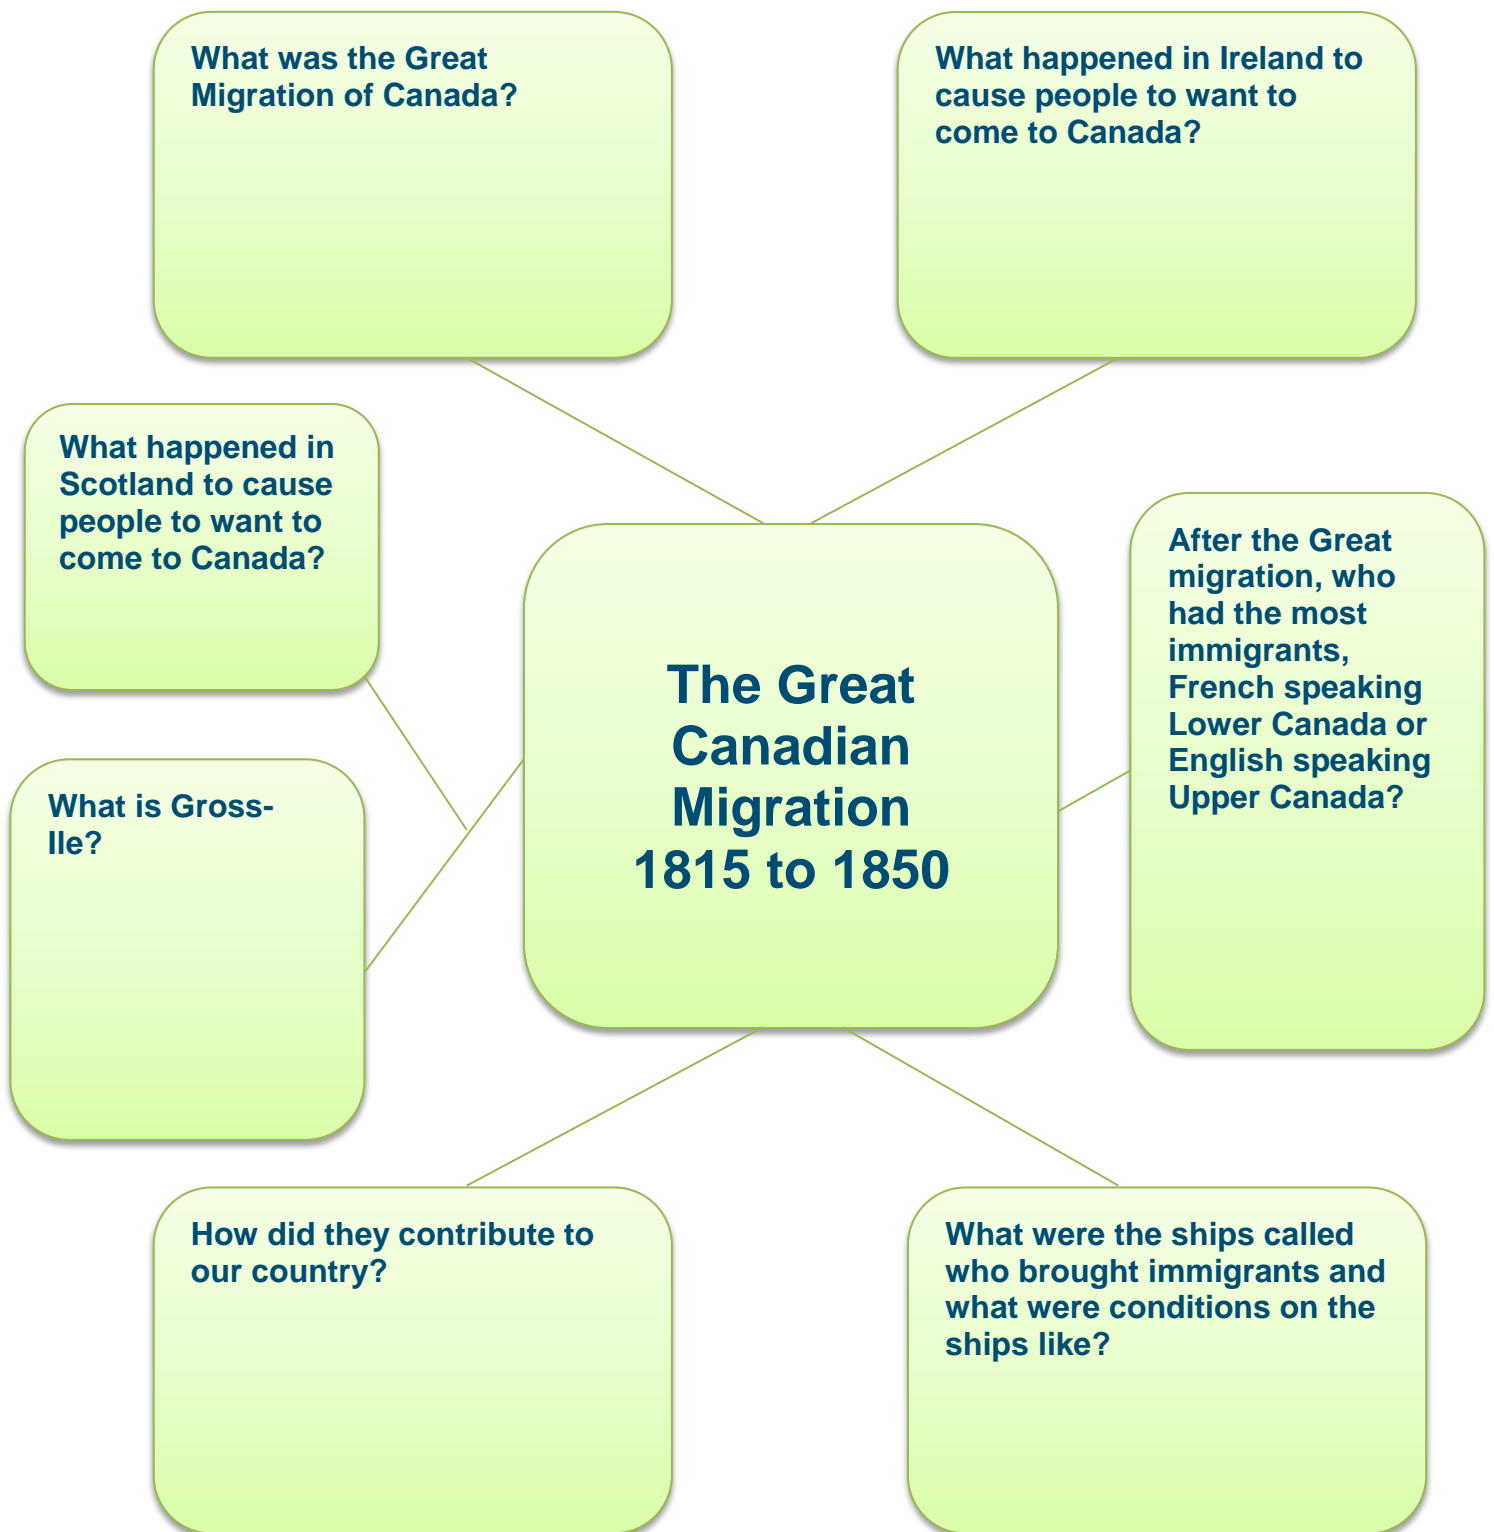 What was the Great
Migration of Canada?
What happened in Ireland to
cause people to want to
come to Canada?
What happened in
Scotland to cause
people to want to
come to Canada?
After the Great
migration, who
had the most
immigrants,
French speaking
Lower Canada or
English speaking
Upper Canada?
The Great
Canadian
Migration
1815 to 1850
What is Gross-
Ile?
How did they contribute to
our country?
What were the ships called
who brought immigrants and
what were conditions on the
ships like?